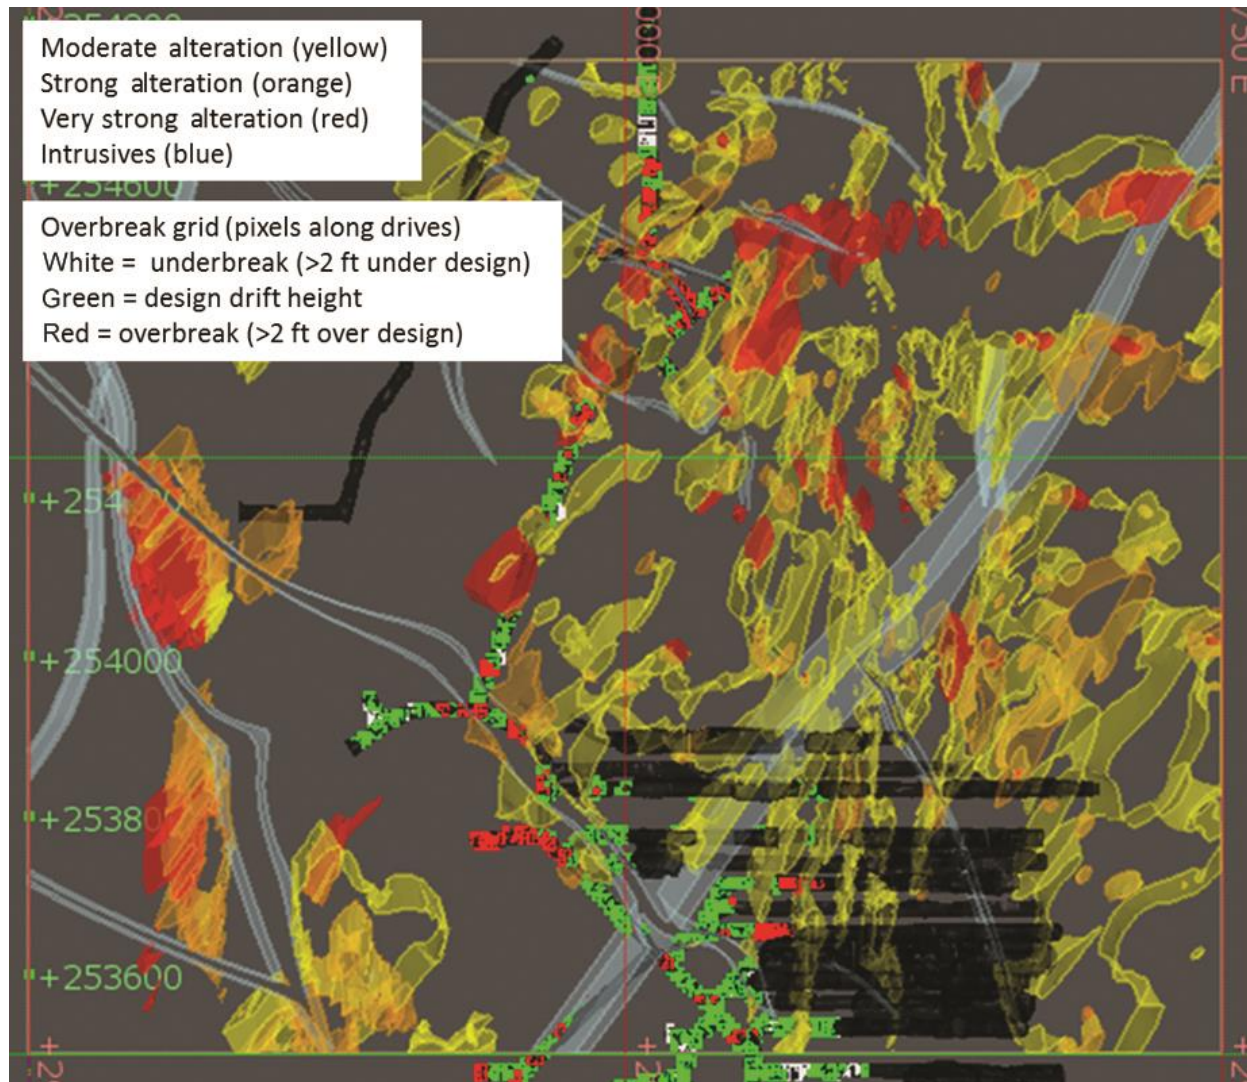 Moderate alteration (yellow)
Strong alteration (orange)
Very strong alteration (red)
Intrusives (blue)
+254600
Overbreak grid (pixels along drives)
White = underbreak (>2 ft under design)
Green = design drift height
Red = overbreak (>2 ft over design)
+254000
+253800
+253600